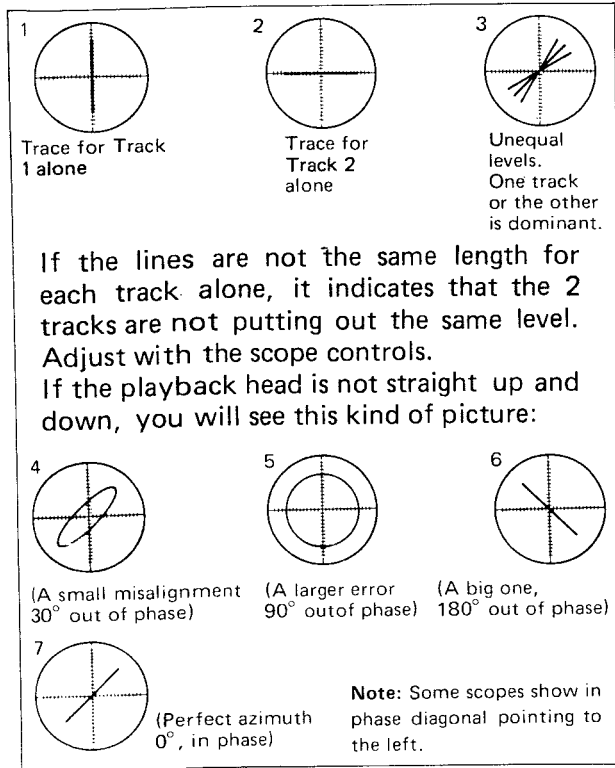 1
Trace for Track
1 alone
2
Trace for
Track 2
alone
3
Unequal
levels.
One track
or the other
is dominant.
If the lines are not the same length for
each track alone, it indicates that the 2
tracks are not putting out the same level.
Adjust with the scope controls.
If the playback head is not straight up and
down, you will see this kind of picture:
4
(A small misalignment
30° out of phase)
5
(A larger error
90° outof phase)
6
(A big one,
180° out of phase)
7
(Perfect azimuth
0°, in phase)
Note: Some scopes show in
phase diagonal pointing to
the left.